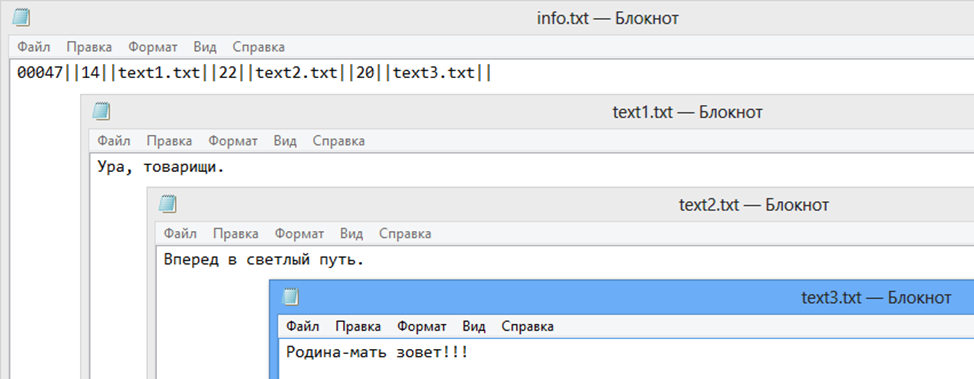 info.txt — Блокнот
Файл Правка Формат Вид Справка
00047||14||text1.txt||22||text2.txt||20||text3.txt||
text1.txt — Блокнот
Файл Правка Формат Вид Справка
Ура, товарищи.
text2.txt — Блокнот
Файл Правка Формат Вид Справка
Вперед в светлый путь.
text3.txt — Блокнот
Файл Правка Формат Вид Справка
Родина-мать зовет!!!